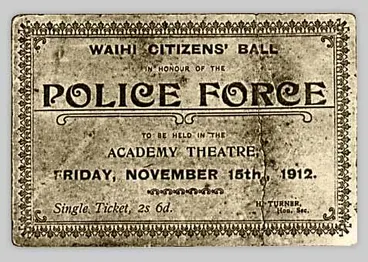 WAIHI CITIZENS' BALL
IN HONOUR OF THE
POLICE FORCE
TO BE HELD IN THE
ACADEMY THEATRE,
FRIDAY, NOVEMBER 15th, 1912.
Single Ticket, 2s 6d.
H. TURNER,
Hon. Sec.